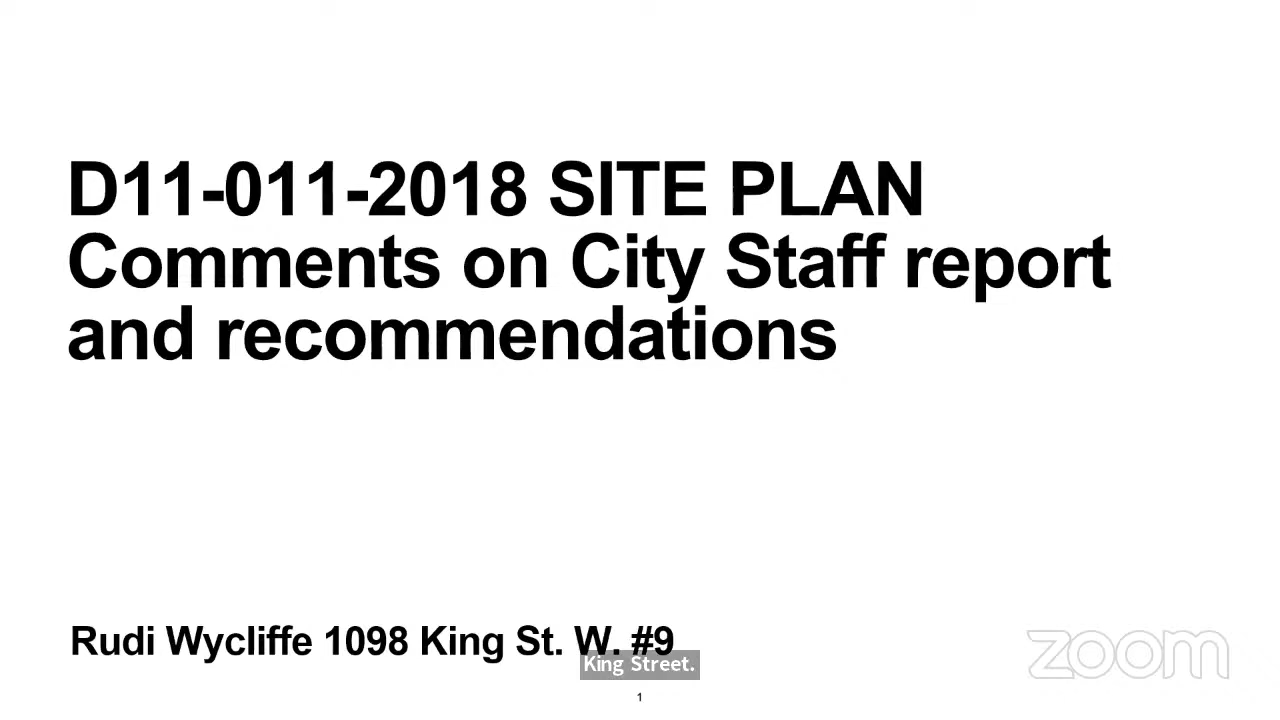 D11-011-2018 SITE PLAN
Comments on City Staff report
and recommendations
Rudi Wycliffe 1098 King St. W. #9
King Street.
zoom
1